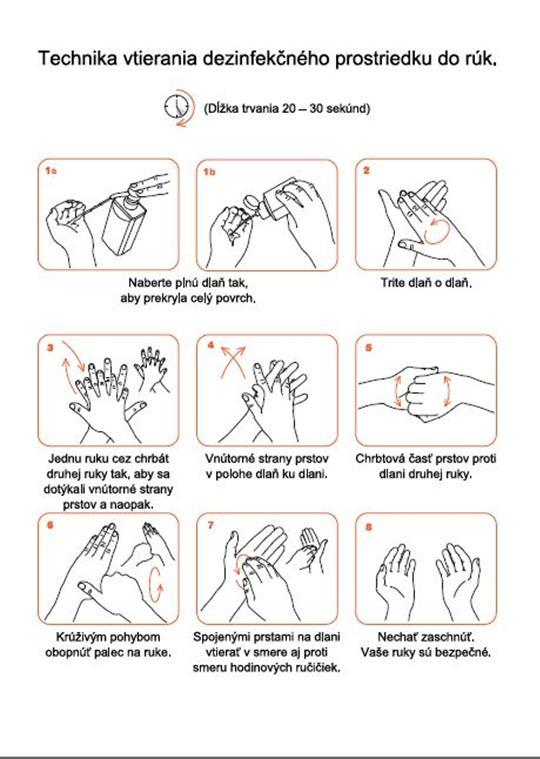 Technika vtierania dezinfekčného prostriedku do rúk.
(Dĺžka trvania 20 – 30 sekúnd)
1a
1b
2
Naberte plnú dlaň tak,
aby prekryla celý povrch.
Trite dlaň o dlaň.
3
4
5
Jednu ruku cez chrbát
druhej ruky tak, aby sa
dotýkali vnútorné strany
prstov a naopak.
Vnútorné strany prstov
v polohe dlaň ku dlani.
Chrbtová časť prstov proti
dlani druhej ruky.
6
7
8
Krúživým pohybom
obopnúť palec na ruke.
Spojenými prstami na dlani
vtierať v smere aj proti
smeru hodinových ručičiek.
Nechať zaschnúť.
Vaše ruky sú bezpečné.